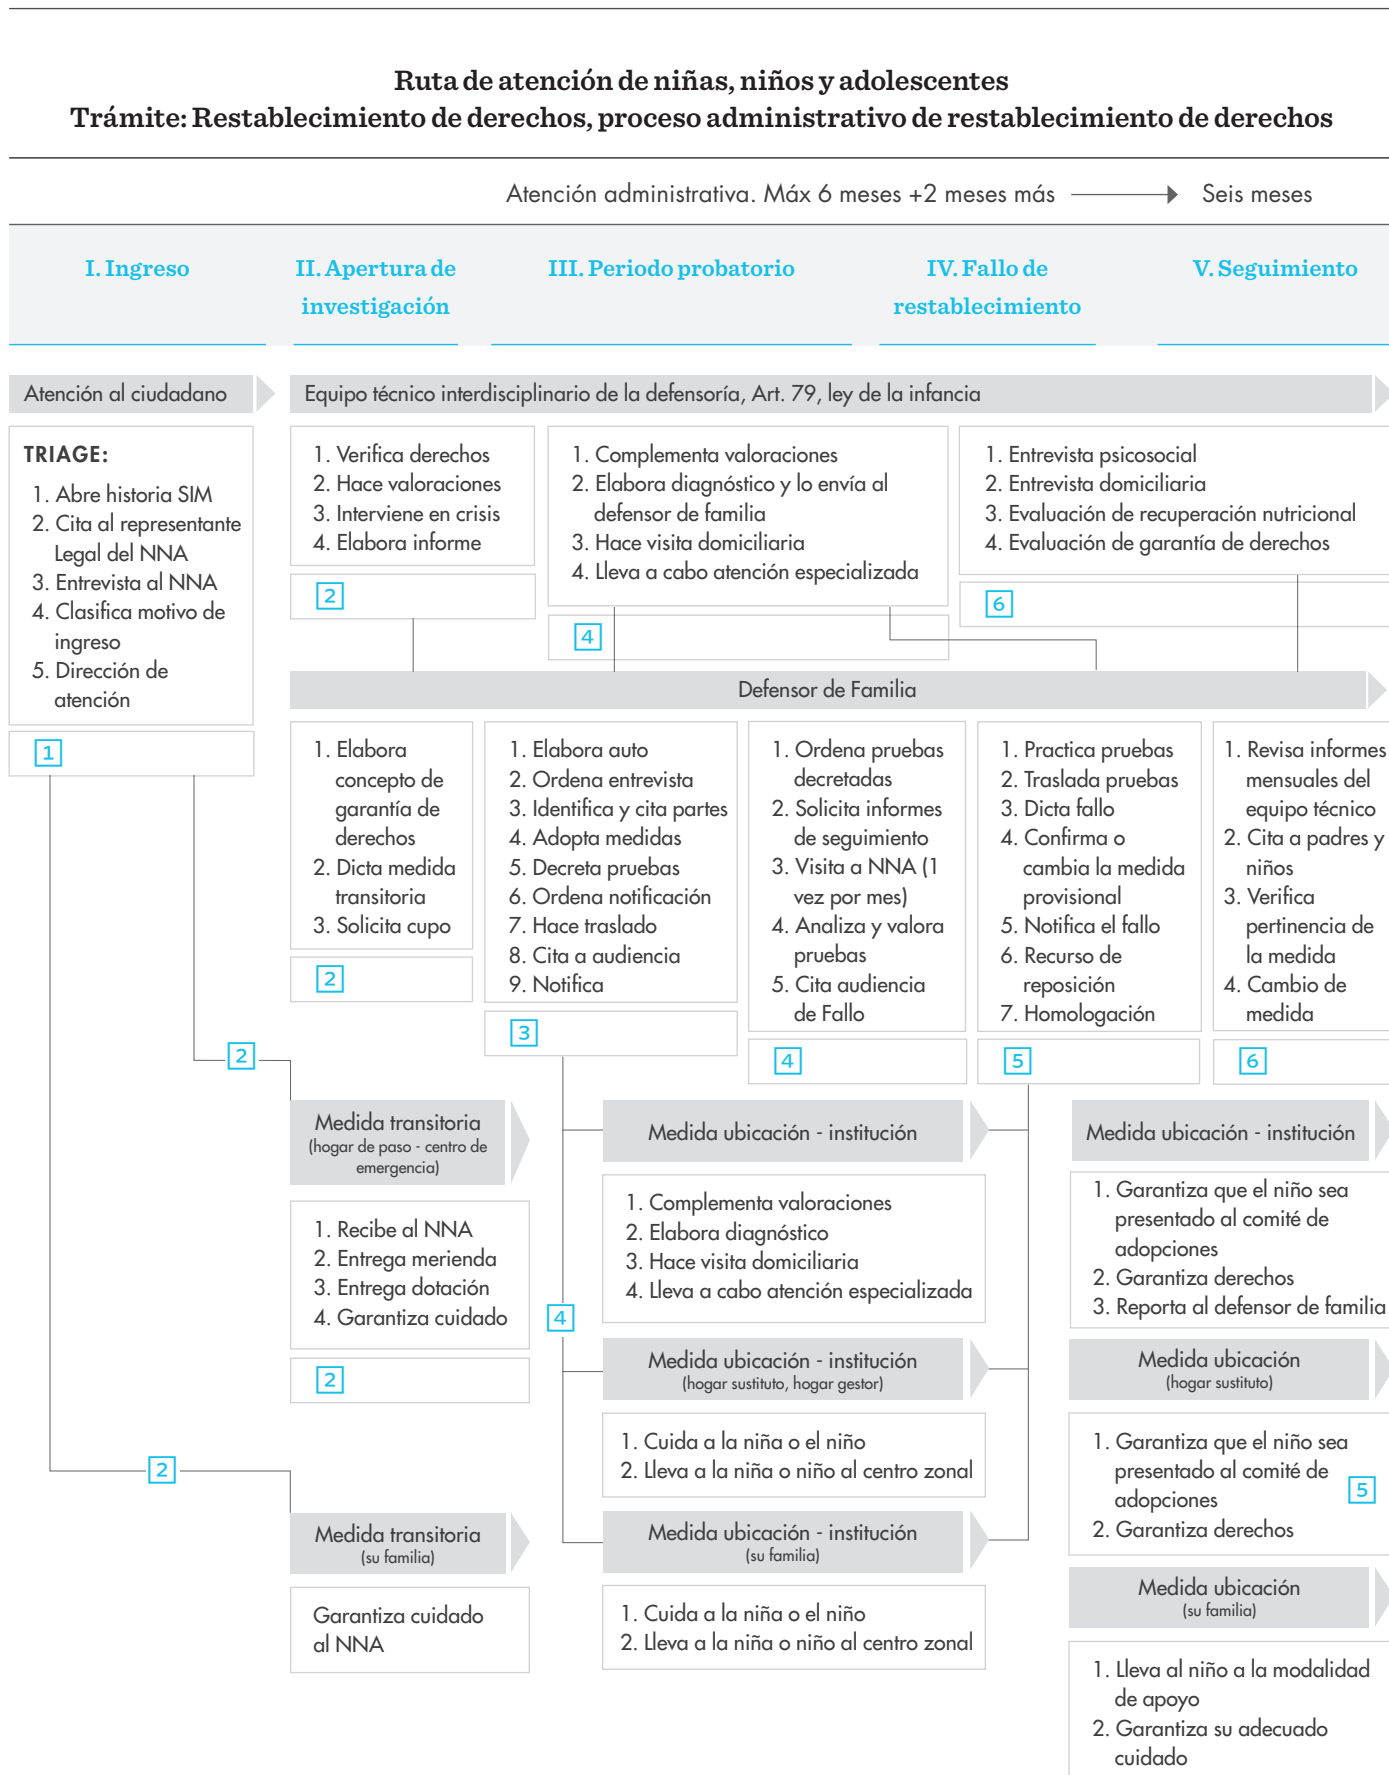 Ruta de atención de niñas, niños y adolescentes
Trámite: Restablecimiento de derechos, proceso administrativo de restablecimiento de derechos
Atención administrativa. Máx 6 meses +2 meses más
Seis meses
I. Ingreso
II. Apertura de
investigación
III. Periodo probatorio
IV. Fallo de
restablecimiento
V. Seguimiento
Atención al ciudadano
Equipo técnico interdisciplinario de la defensoría, Art. 79, ley de la infancia
TRIAGE:
1. Abre historia SIM
2. Cita al representante
Legal del NNA
3. Entrevista al NNA
4. Clasifica motivo de
ingreso
5. Dirección de
atención
1
1. Verifica derechos
2. Hace valoraciones
3. Interviene en crisis
4. Elabora informe
2
1. Complementa valoraciones
2. Elabora diagnóstico y lo envía al
defensor de familia
3. Hace visita domiciliaria
4. Lleva a cabo atención especializada
4
1. Entrevista psicosocial
2. Entrevista domiciliaria
3. Evaluación de recuperación nutricional
4. Evaluación de garantía de derechos
6
Defensor de Familia
1. Elabora
concepto de
garantía de
derechos
2. Dicta medida
transitoria
3. Solicita cupo
2
1. Elabora auto
2. Ordena entrevista
3. Identifica y cita partes
4. Adopta medidas
5. Decreta pruebas
6. Ordena notificación
7. Hace traslado
8. Cita a audiencia
9. Notifica
3
1. Ordena pruebas
decretadas
2. Solicita informes
de seguimiento
3. Visita a NNA (1
vez por mes)
4. Analiza y valora
pruebas
5. Cita audiencia
de Fallo
4
1. Practica pruebas
2. Traslada pruebas
3. Dicta fallo
4. Confirma o
cambia la medida
provisional
5. Notifica el fallo
6. Recurso de
reposición
7. Homologación
5
1. Revisa informes
mensuales del
equipo técnico
2. Cita a padres y
niños
3. Verifica
pertinencia de
la medida
4. Cambio de
medida
6
2
Medida transitoria
(hogar de paso - centro de
emergencia)
1. Recibe al NNA
2. Entrega merienda
3. Entrega dotación
4. Garantiza cuidado
2
2
Medida transitoria
(su familia)
Garantiza cuidado
al NNA
4
Medida ubicación - institución
1. Complementa valoraciones
2. Elabora diagnóstico
3. Hace visita domiciliaria
4. Lleva a cabo atención especializada
Medida ubicación - institución
(hogar sustituto, hogar gestor)
1. Cuida a la niña o el niño
2. Lleva a la niña o niño al centro zonal
Medida ubicación - institución
(su familia)
1. Cuida a la niña o el niño
2. Lleva a la niña o niño al centro zonal
Medida ubicación - institución
1. Garantiza que el niño sea
presentado al comité de
adopciones
2. Garantiza derechos
3. Reporta al defensor de familia
Medida ubicación
(hogar sustituto)
1. Garantiza que el niño sea
presentado al comité de
adopciones
2. Garantiza derechos
5
Medida ubicación
(su familia)
1. Lleva al niño a la modalidad
de apoyo
2. Garantiza su adecuado
cuidado